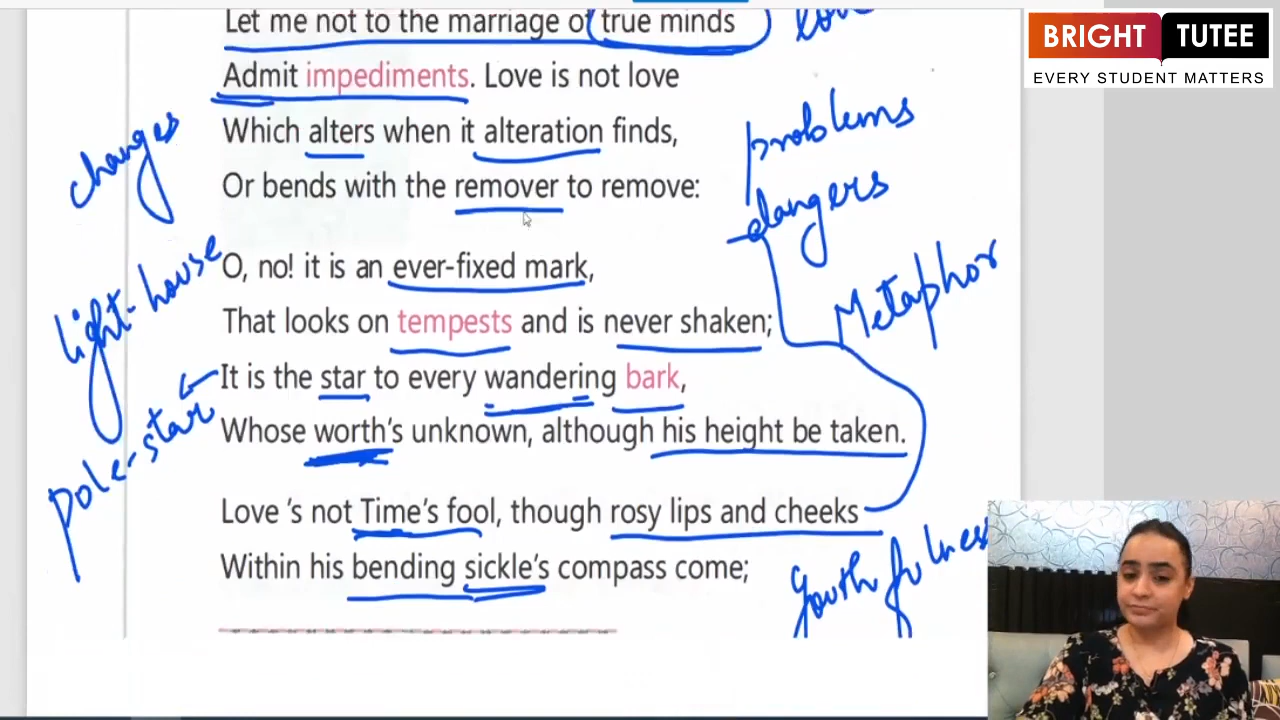 Let me not to the marriage of true minds
love
Admit impediments. Love is not love
Which alters when it alteration finds,
Or bends with the remover to remove:
changes
problems
dangers
O, no! it is an ever-fixed mark,
That looks on tempests and is never shaken;
It is the star to every wandering bark,
Whose worth's unknown, although his height be taken.
light-house
pole-star
Metaphor
Love 's not Time's fool, though rosy lips and cheeks
Within his bending sickle's compass come;
Youthfulness
BRIGHT TUTEE
EVERY STUDENT MATTERS